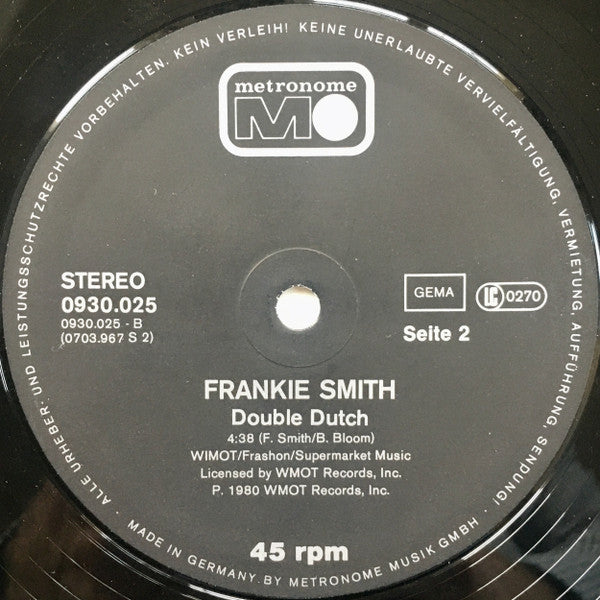 metronome
MO
STEREO
0930.025
0930.025 - B
(0703.967 S 2)
GEMA
LC 0270
Seite 2
FRANKIE SMITH
Double Dutch
4:38 (F. Smith/B. Bloom)
WIMOT/Frashon/Supermarket Music
Licensed by WMOT Records, Inc.
P. 1980 WMOT Records, Inc.
45 rpm
· ALLE URHEBER- UND LEISTUNGSSCHUTZRECHTE VORBEHALTEN. KEIN VERLEIH! KEINE UNERLAUBTE VERVIELFÄLTIGUNG, VERMIETUNG, AUFFÜHRUNG, SENDUNG! ·
MADE IN GERMANY. BY METRONOME MUSIK GMBH